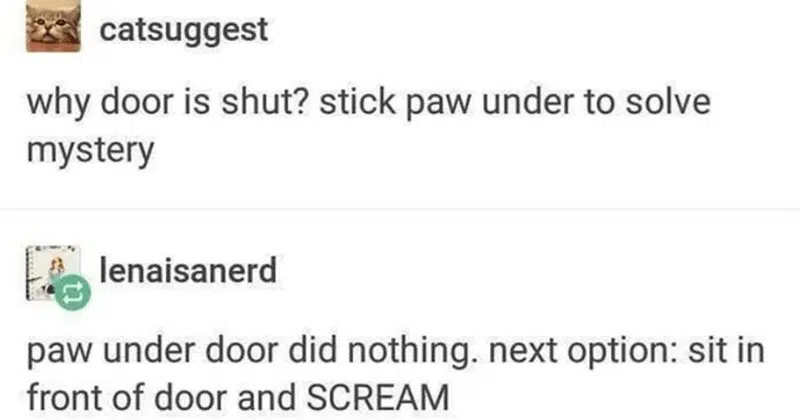 catsuggest
why door is shut? stick paw under to solve
mystery
lenaisanerd
paw under door did nothing. next option: sit in
front of door and SCREAM